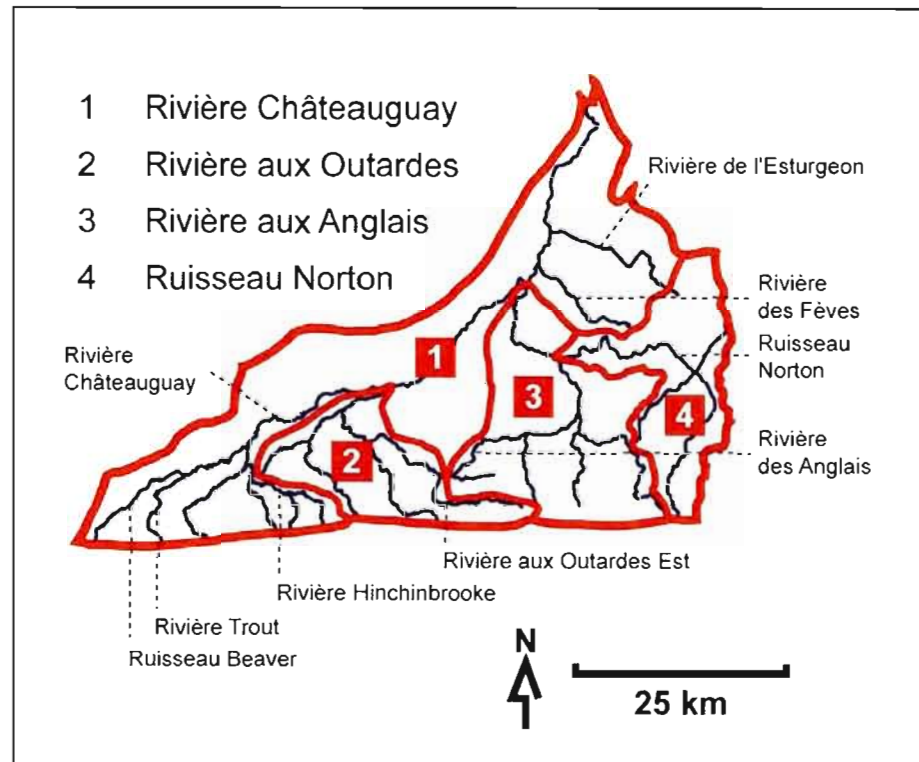 1 Rivière Châteauguay
2 Rivière aux Outardes
3 Rivière aux Anglais
4 Ruisseau Norton
Rivière de l'Esturgeon
Rivière
des Fèves
Ruisseau
Norton
Rivière
Châteauguay
1
3
4
2
Rivière
des Anglais
Rivière aux Outardes Est
Rivière Hinchinbrooke
Rivière Trout
Ruisseau Beaver
N
25 km